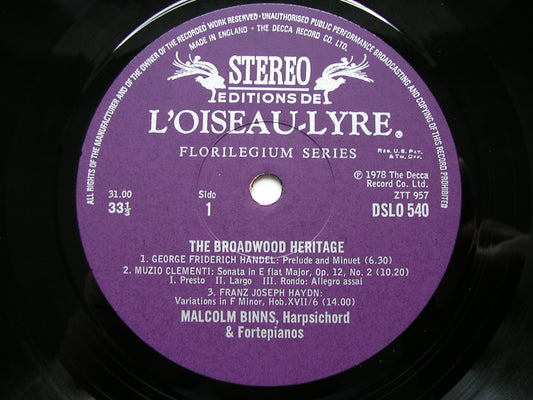 ALL RIGHTS OF THE MANUFACTURER AND OF THE OWNER OF THE RECORDED WORK RESERVED · UNAUTHORISED PUBLIC PERFORMANCE BROADCASTING AND COPYING OF THIS RECORD PROHIBITED
MADE IN ENGLAND · THE DECCA RECORD CO. LTD.
STEREO
EDITIONS DE
L'OISEAU-LYRE®
FLORILEGIUM SERIES
REG. U.S. PAT.
& TM. OFF.
℗ 1978 The Decca
Record Co. Ltd.
31.00
Side
ZTT 957
33⅓
1
DSLO 540
THE BROADWOOD HERITAGE
1. GEORGE FRIDERICH HANDEL: Prelude and Minuet (6.30)
2. MUZIO CLEMENTI: Sonata in E flat Major, Op. 12, No. 2 (10.20)
I. Presto II. Largo III. Rondo: Allegro assai
3. FRANZ JOSEPH HAYDN:
Variations in F Minor, Hob.XVII/6 (14.00)
MALCOLM BINNS, Harpsichord
& Fortepianos